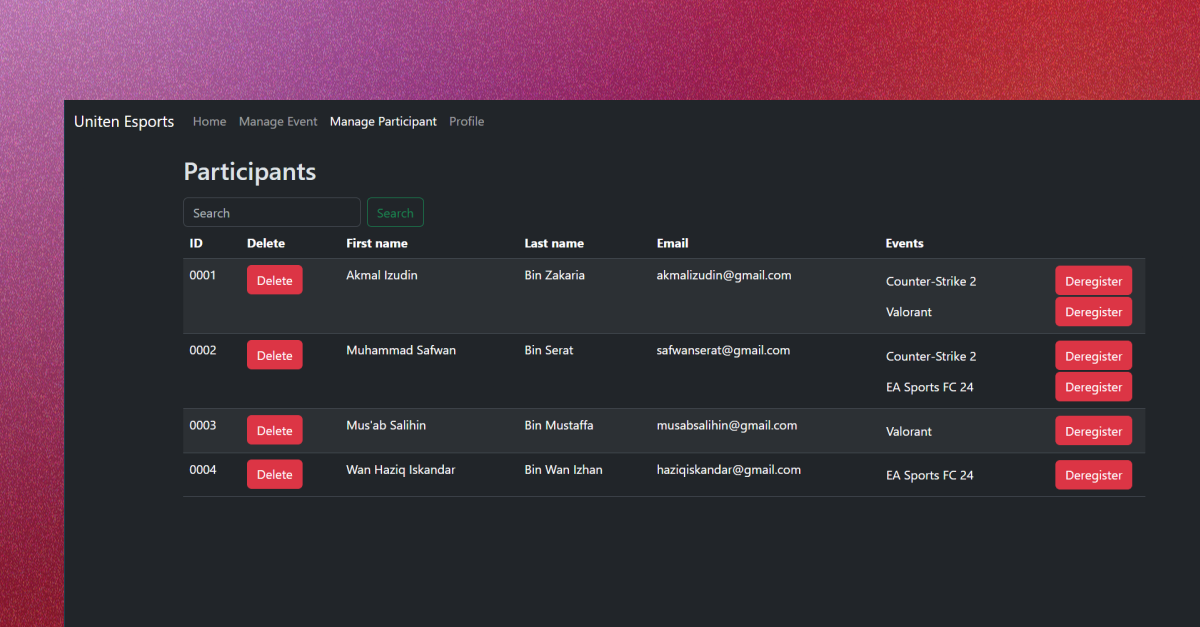 Uniten Esports Home Manage Event Manage Participant Profile
Participants
Search Search
ID Delete First name Last name Email Events
0001 Delete Akmal Izudin Bin Zakaria akmalizudin@gmail.com Counter-Strike 2 Deregister
Valorant Deregister
0002 Delete Muhammad Safwan Bin Serat safwanserat@gmail.com Counter-Strike 2 Deregister
EA Sports FC 24 Deregister
0003 Delete Mus'ab Salihin Bin Mustaffa musabsalihin@gmail.com Valorant Deregister
0004 Delete Wan Haziq Iskandar Bin Wan Izhan haziqiskandar@gmail.com EA Sports FC 24 Deregister